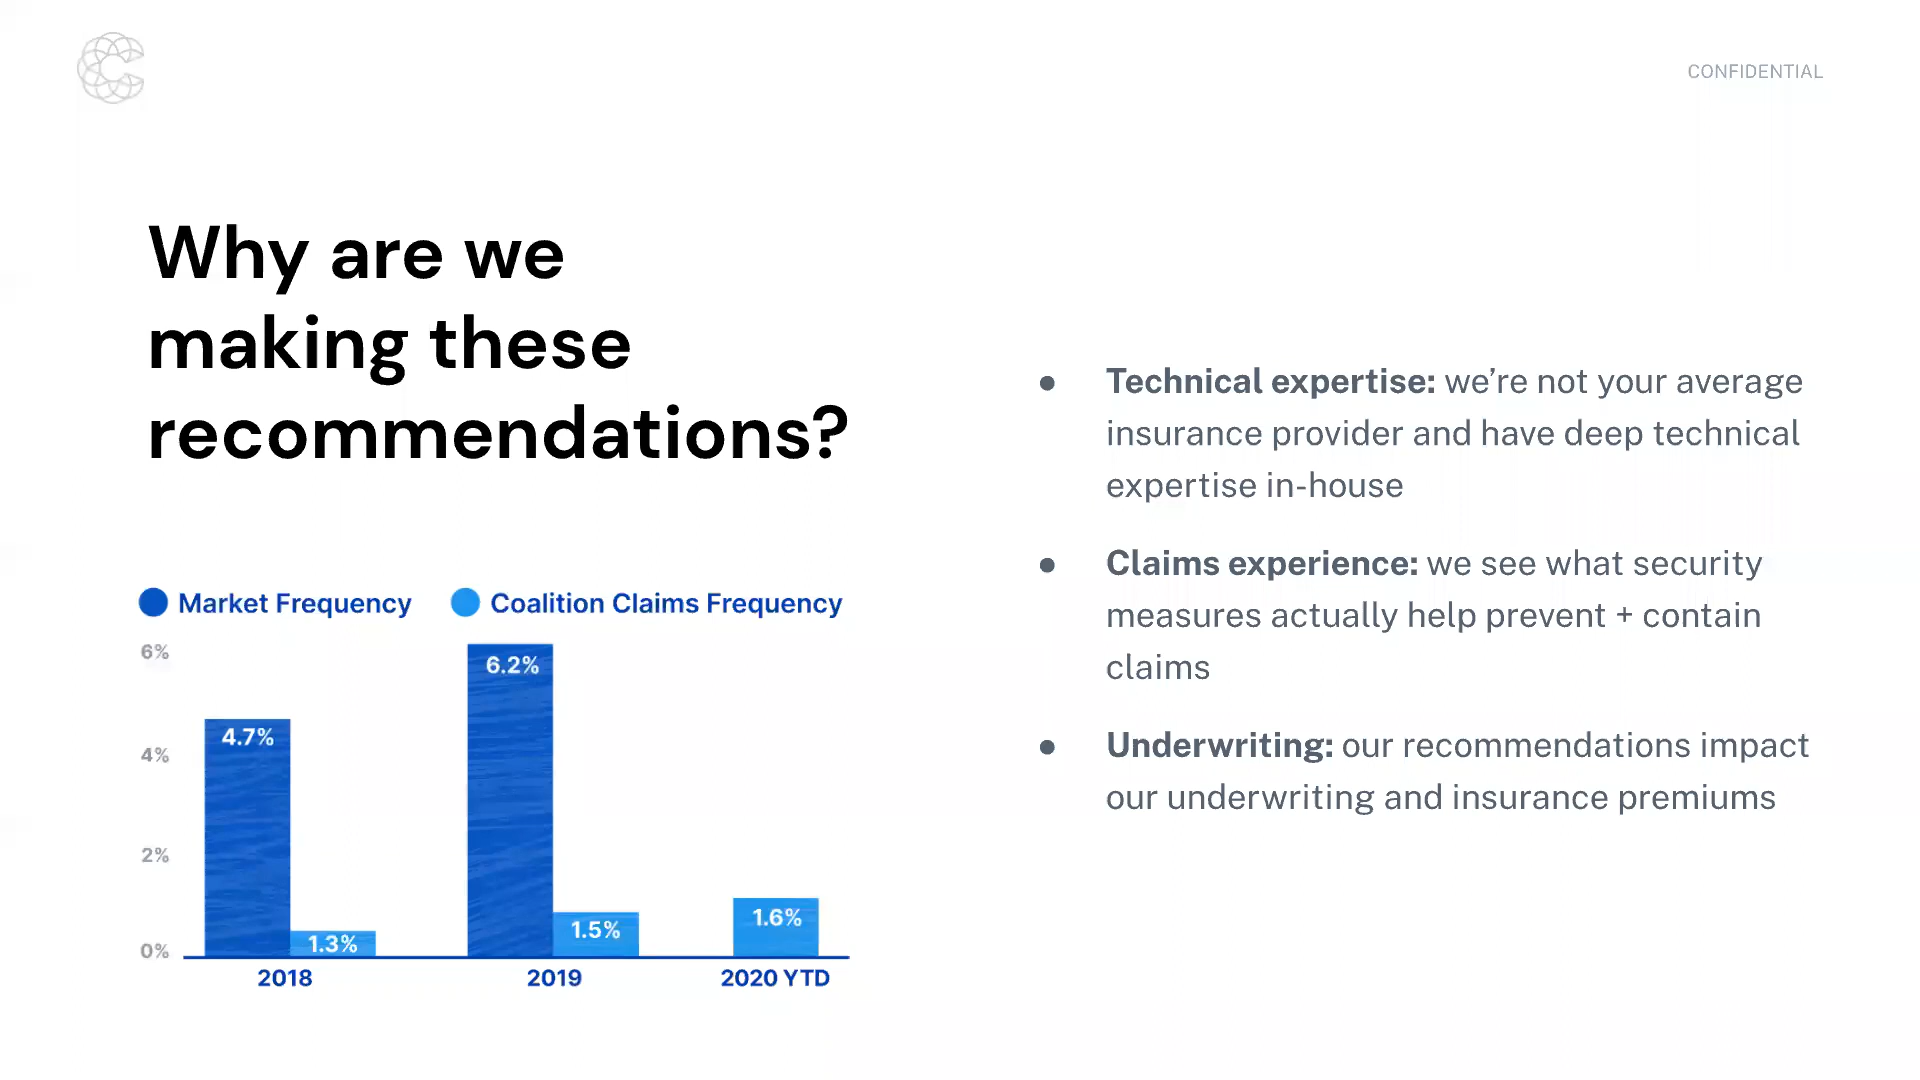 CONFIDENTIAL
Why are we
making these
recommendations?
Market Frequency
Coalition Claims Frequency
6%
4%
2%
0%
4.7%
1.3%
6.2%
1.5%
1.6%
2018
2019
2020 YTD
● Technical expertise: we’re not your average
insurance provider and have deep technical
expertise in-house
● Claims experience: we see what security
measures actually help prevent + contain
claims
● Underwriting: our recommendations impact
our underwriting and insurance premiums